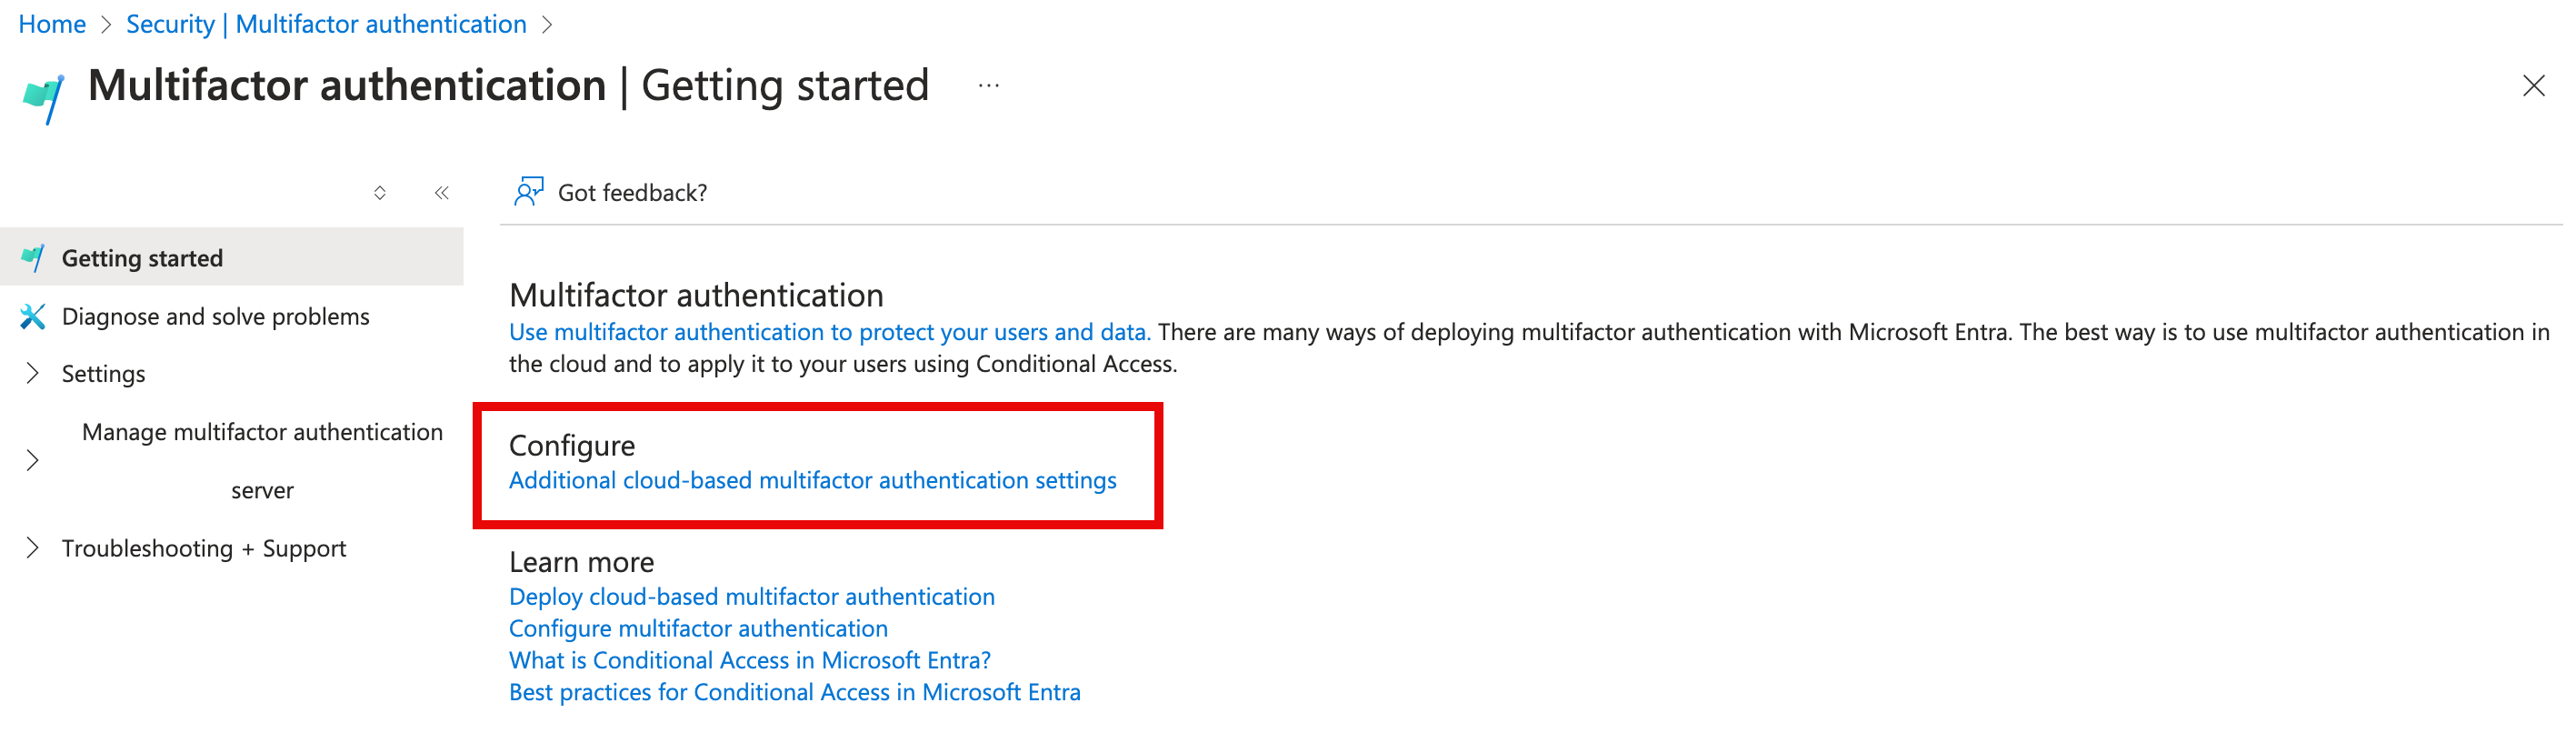 Home > Security | Multifactor authentication >
Multifactor authentication | Getting started ...
Got feedback?
Getting started
Diagnose and solve problems
Settings
Manage multifactor authentication
server
Troubleshooting + Support
Multifactor authentication
Use multifactor authentication to protect your users and data. There are many ways of deploying multifactor authentication with Microsoft Entra. The best way is to use multifactor authentication in
the cloud and to apply it to your users using Conditional Access.
Configure
Additional cloud-based multifactor authentication settings
Learn more
Deploy cloud-based multifactor authentication
Configure multifactor authentication
What is Conditional Access in Microsoft Entra?
Best practices for Conditional Access in Microsoft Entra